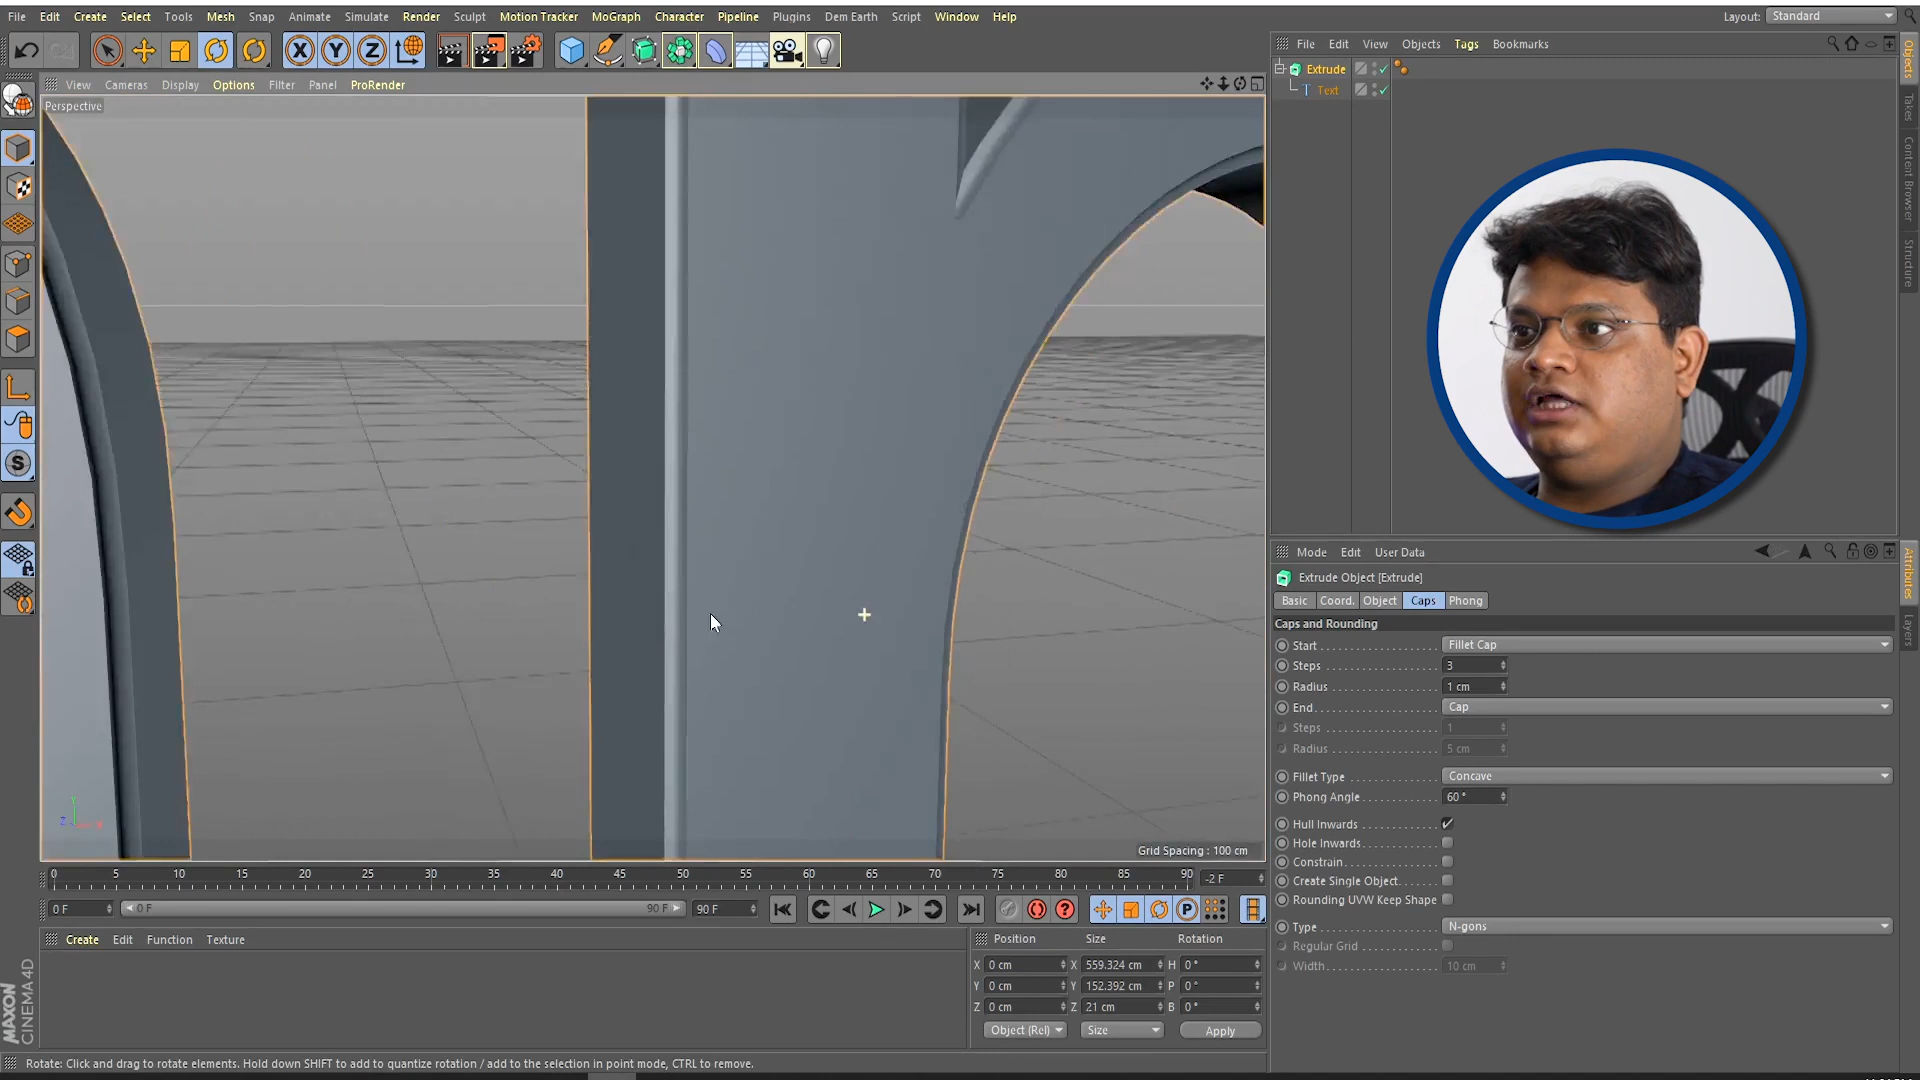 File Edit Create Select Tools Mesh Snap Animate Simulate Render Sculpt Motion Tracker MoGraph Character Pipeline Plugins Dem Earth Script Window Help
Layout: Standard
X Y Z
File Edit View Objects Tags Bookmarks
Extrude
Text
Objects
Takes
Content Browser
Structure
View Cameras Display Options Filter Panel ProRender
Perspective
S
Y
Z
Grid Spacing : 100 cm
0 5 10 15 20 25 30 35 40 45 50 55 60 65 70 75 80 85 90 -2 F
0 F 0 F 90 F 90 F
P
Create Edit Function Texture
Position Size Rotation
X 0 cm X 559.324 cm H 0 °
Y 0 cm Y 152.392 cm P 0 °
Z 0 cm Z 21 cm B 0 °
Object (Rel) Size Apply
MAXON
CINEMA 4D
Rotate: Click and drag to rotate elements. Hold down SHIFT to add to quantize rotation / add to the selection in point mode, CTRL to remove.
Mode Edit User Data
Extrude Object [Extrude]
Basic Coord. Object Caps Phong
Caps and Rounding
Start Fillet Cap
Steps 3
Radius 1 cm
End Cap
Steps 1
Radius 5 cm
Fillet Type Concave
Phong Angle 60 °
Hull Inwards
Hole Inwards
Constrain
Create Single Object
Rounding UVW Keep Shape
Type N-gons
Regular Grid
Width 10 cm
Attributes
Layers